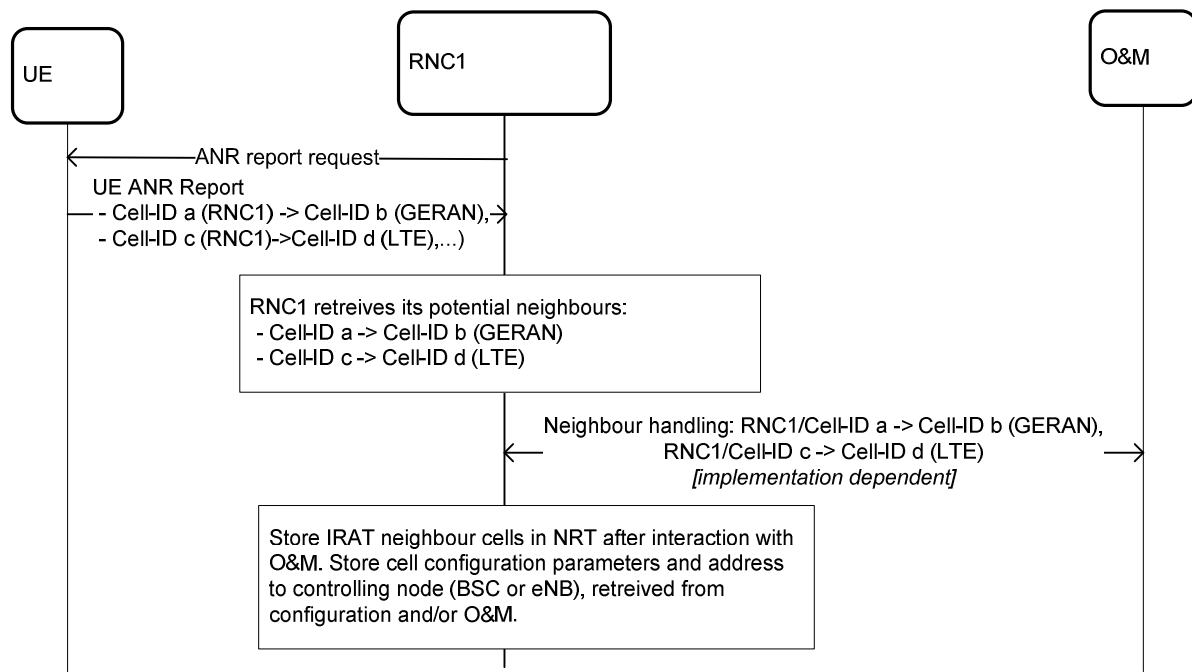 UE
RNC1
O&M
ANR report request
UE ANR Report
- Cell-ID a (RNC1) -> Cell-ID b (GERAN),
- Cell-ID c (RNC1)->Cell-ID d (LTE),...)
RNC1 retreives its potential neighbours:
- Cell-ID a -> Cell-ID b (GERAN)
- Cell-ID c -> Cell-ID d (LTE)
Neighbour handling: RNC1/Cell-ID a -> Cell-ID b (GERAN),
RNC1/Cell-ID c -> Cell-ID d (LTE)
[implementation dependent]
Store IRAT neighbour cells in NRT after interaction with
O&M. Store cell configuration parameters and address
to controlling node (BSC or eNB), retreived from
configuration and/or O&M.